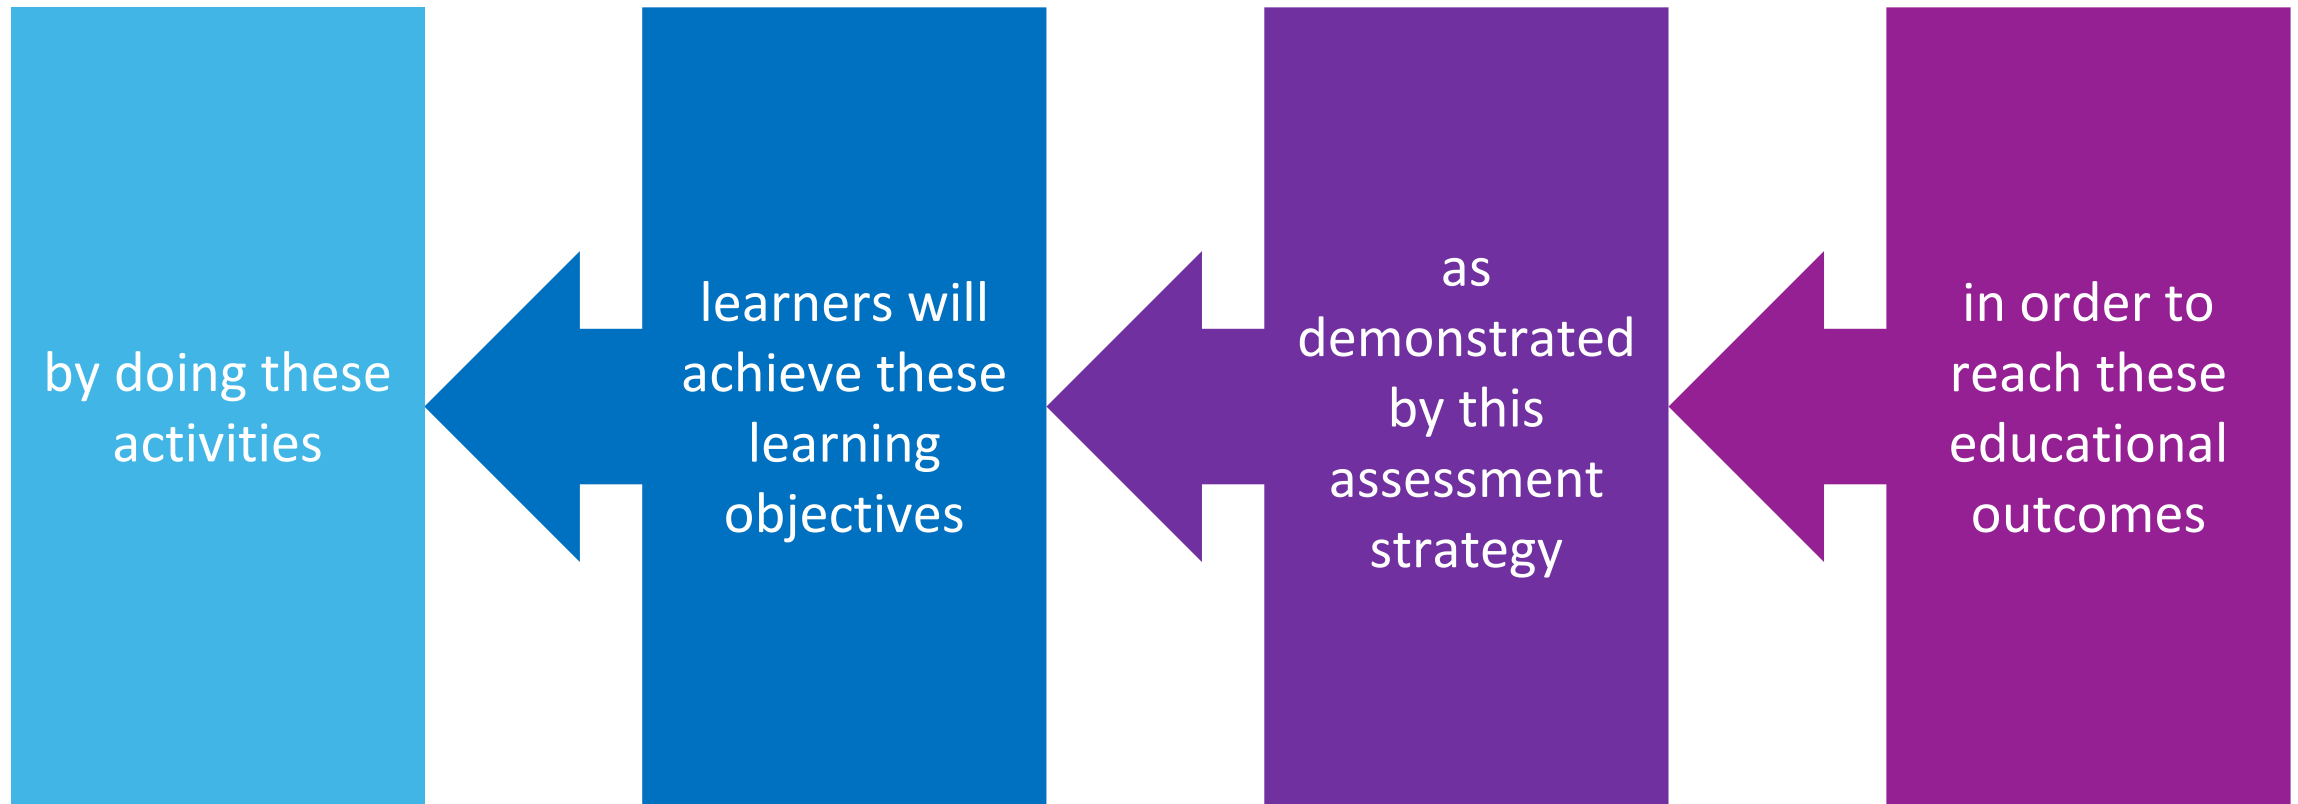 by doing these
activities
learners will
achieve these
learning
objectives
as
demonstrated
by this
assessment
strategy
in order to
reach these
educational
outcomes